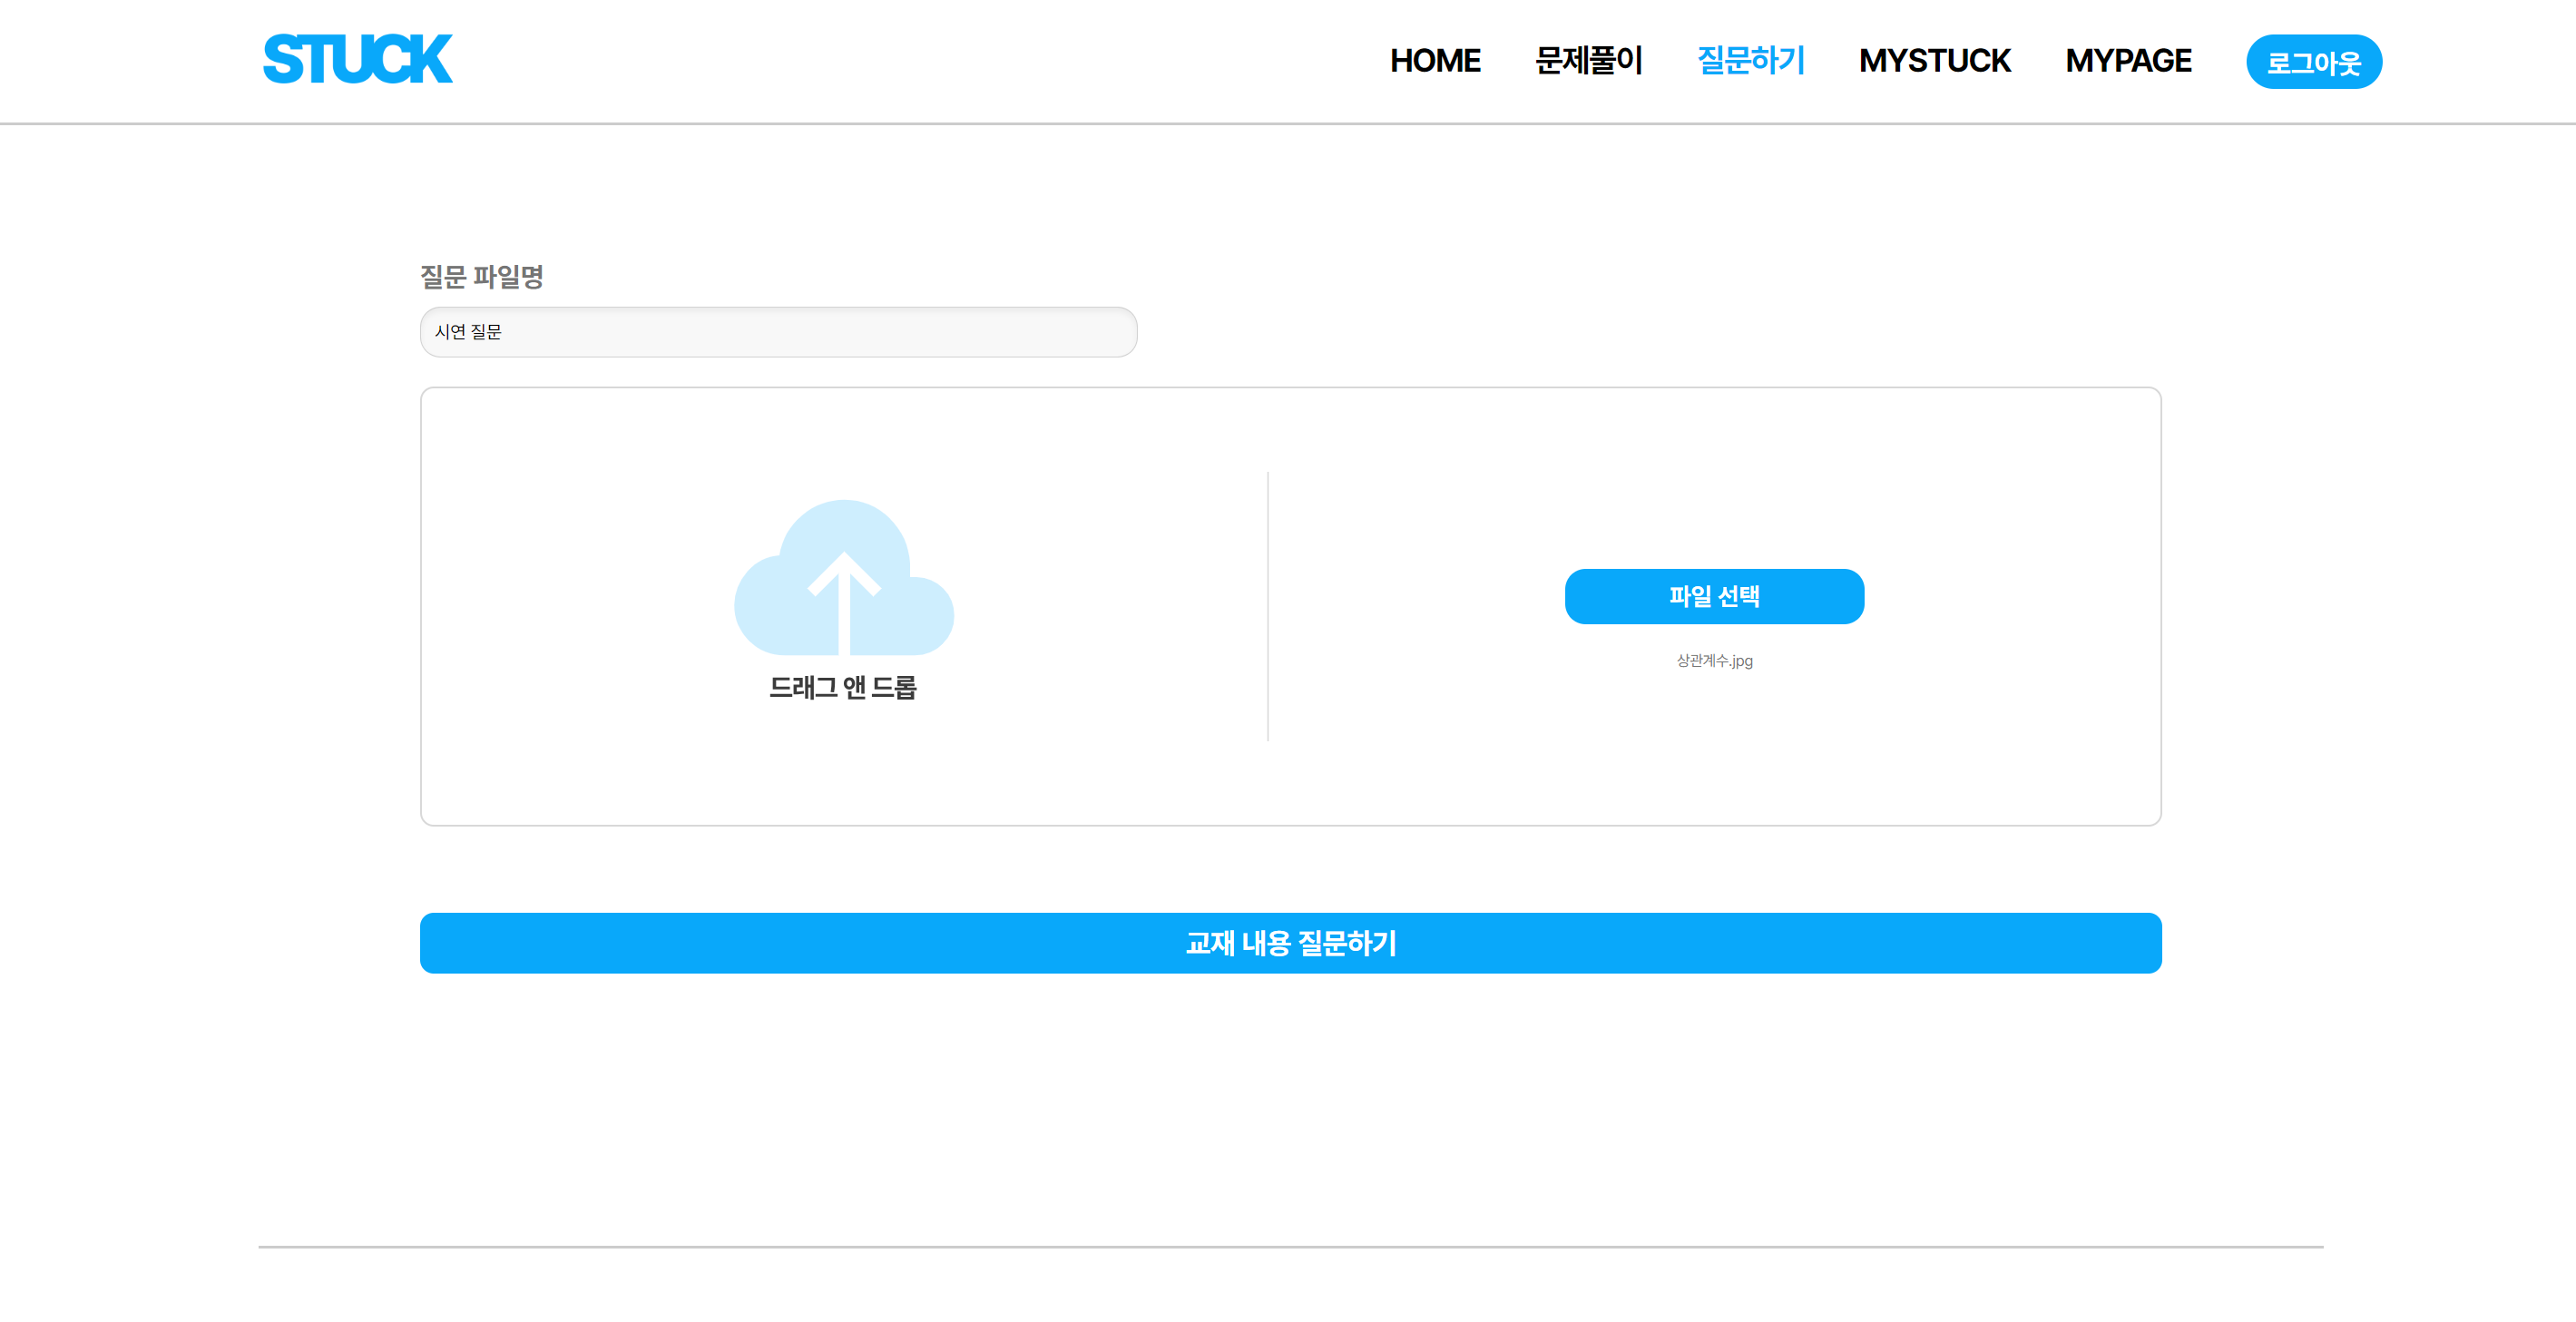 STUCK
HOME 문제풀이 질문하기 MYSTUCK MYPAGE 로그아웃
질문 파일명
시연 질문
드래그 앤 드롭
파일 선택
상관계수.jpg
교재 내용 질문하기